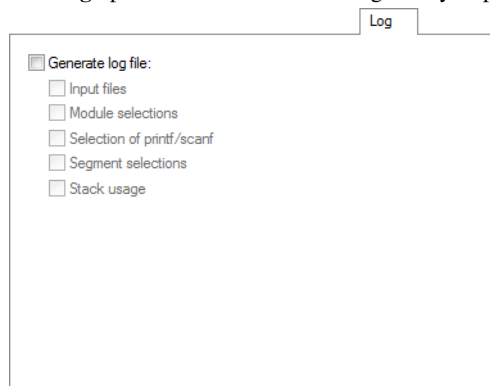 Log
Generate log file:
Input files
Module selections
Selection of printf/scanf
Segment selections
Stack usage